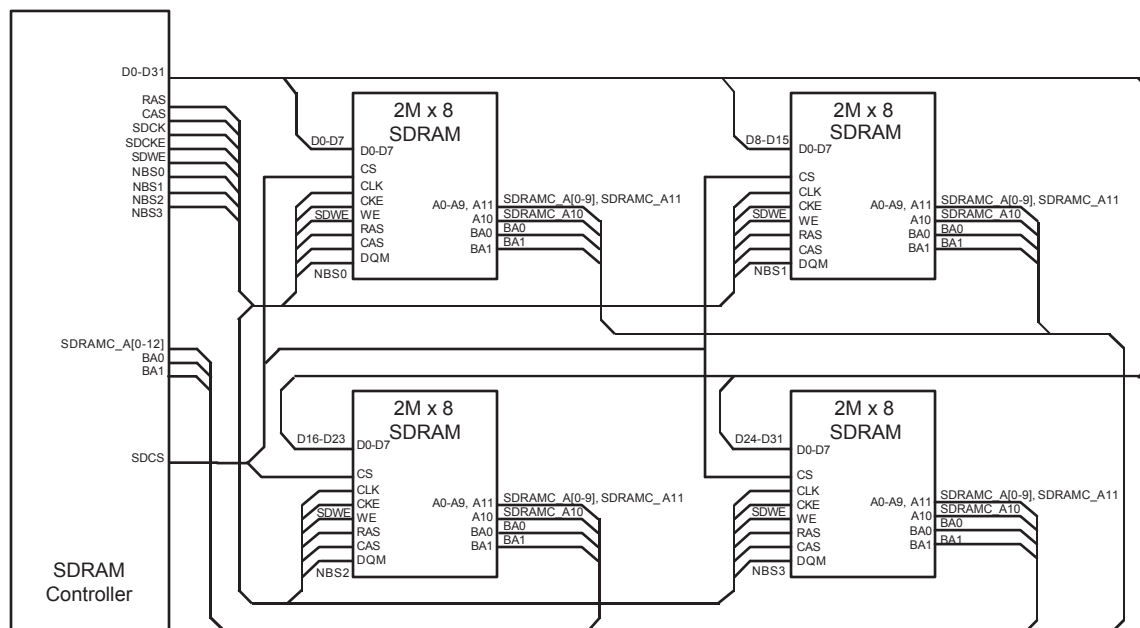 D0-D31
RAS
CAS
SDCK
SDCKE
SDWE
NBS0
NBS1
NBS2
NBS3
SDRAMC_A[0-12]
BA0
BA1
SDCS
SDRAM
Controller
2M x 8
SDRAM
D0-D7
D0-D7
CS
CLK
CKE
SDWE
WE
RAS
CAS
DQM
NBS0
A0-A9, A11
A10
BA0
BA1
SDRAMC_A[0-9], SDRAMC_A11
SDRAMC_A10
BA0
BA1
2M x 8
SDRAM
D8-D15
D0-D7
CS
CLK
CKE
SDWE
WE
RAS
CAS
DQM
NBS1
A0-A9, A11
A10
BA0
BA1
SDRAMC_A[0-9], SDRAMC_A11
SDRAMC_A10
BA0
BA1
2M x 8
SDRAM
D16-D23
D0-D7
CS
CLK
CKE
SDWE
WE
RAS
CAS
DQM
NBS2
A0-A9, A11
A10
BA0
BA1
SDRAMC_A[0-9], SDRAMC_A11
SDRAMC_A10
BA0
BA1
2M x 8
SDRAM
D24-D31
D0-D7
CS
CLK
CKE
SDWE
WE
RAS
CAS
DQM
NBS3
A0-A9, A11
A10
BA0
BA1
SDRAMC_A[0-9], SDRAMC_A11
SDRAMC_A10
BA0
BA1